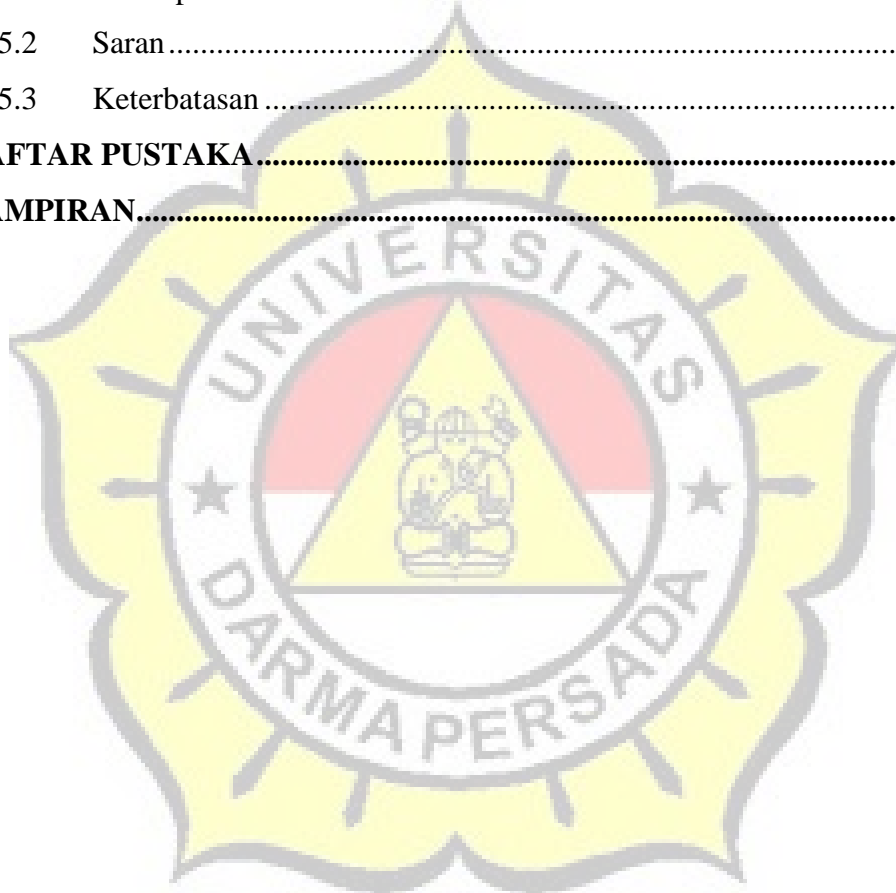 5.2 Saran
5.3 Keterbatasan
AFTAR PUSTAKA
AMPIRAN
UNIVERSITAS
DARMA PERSADA